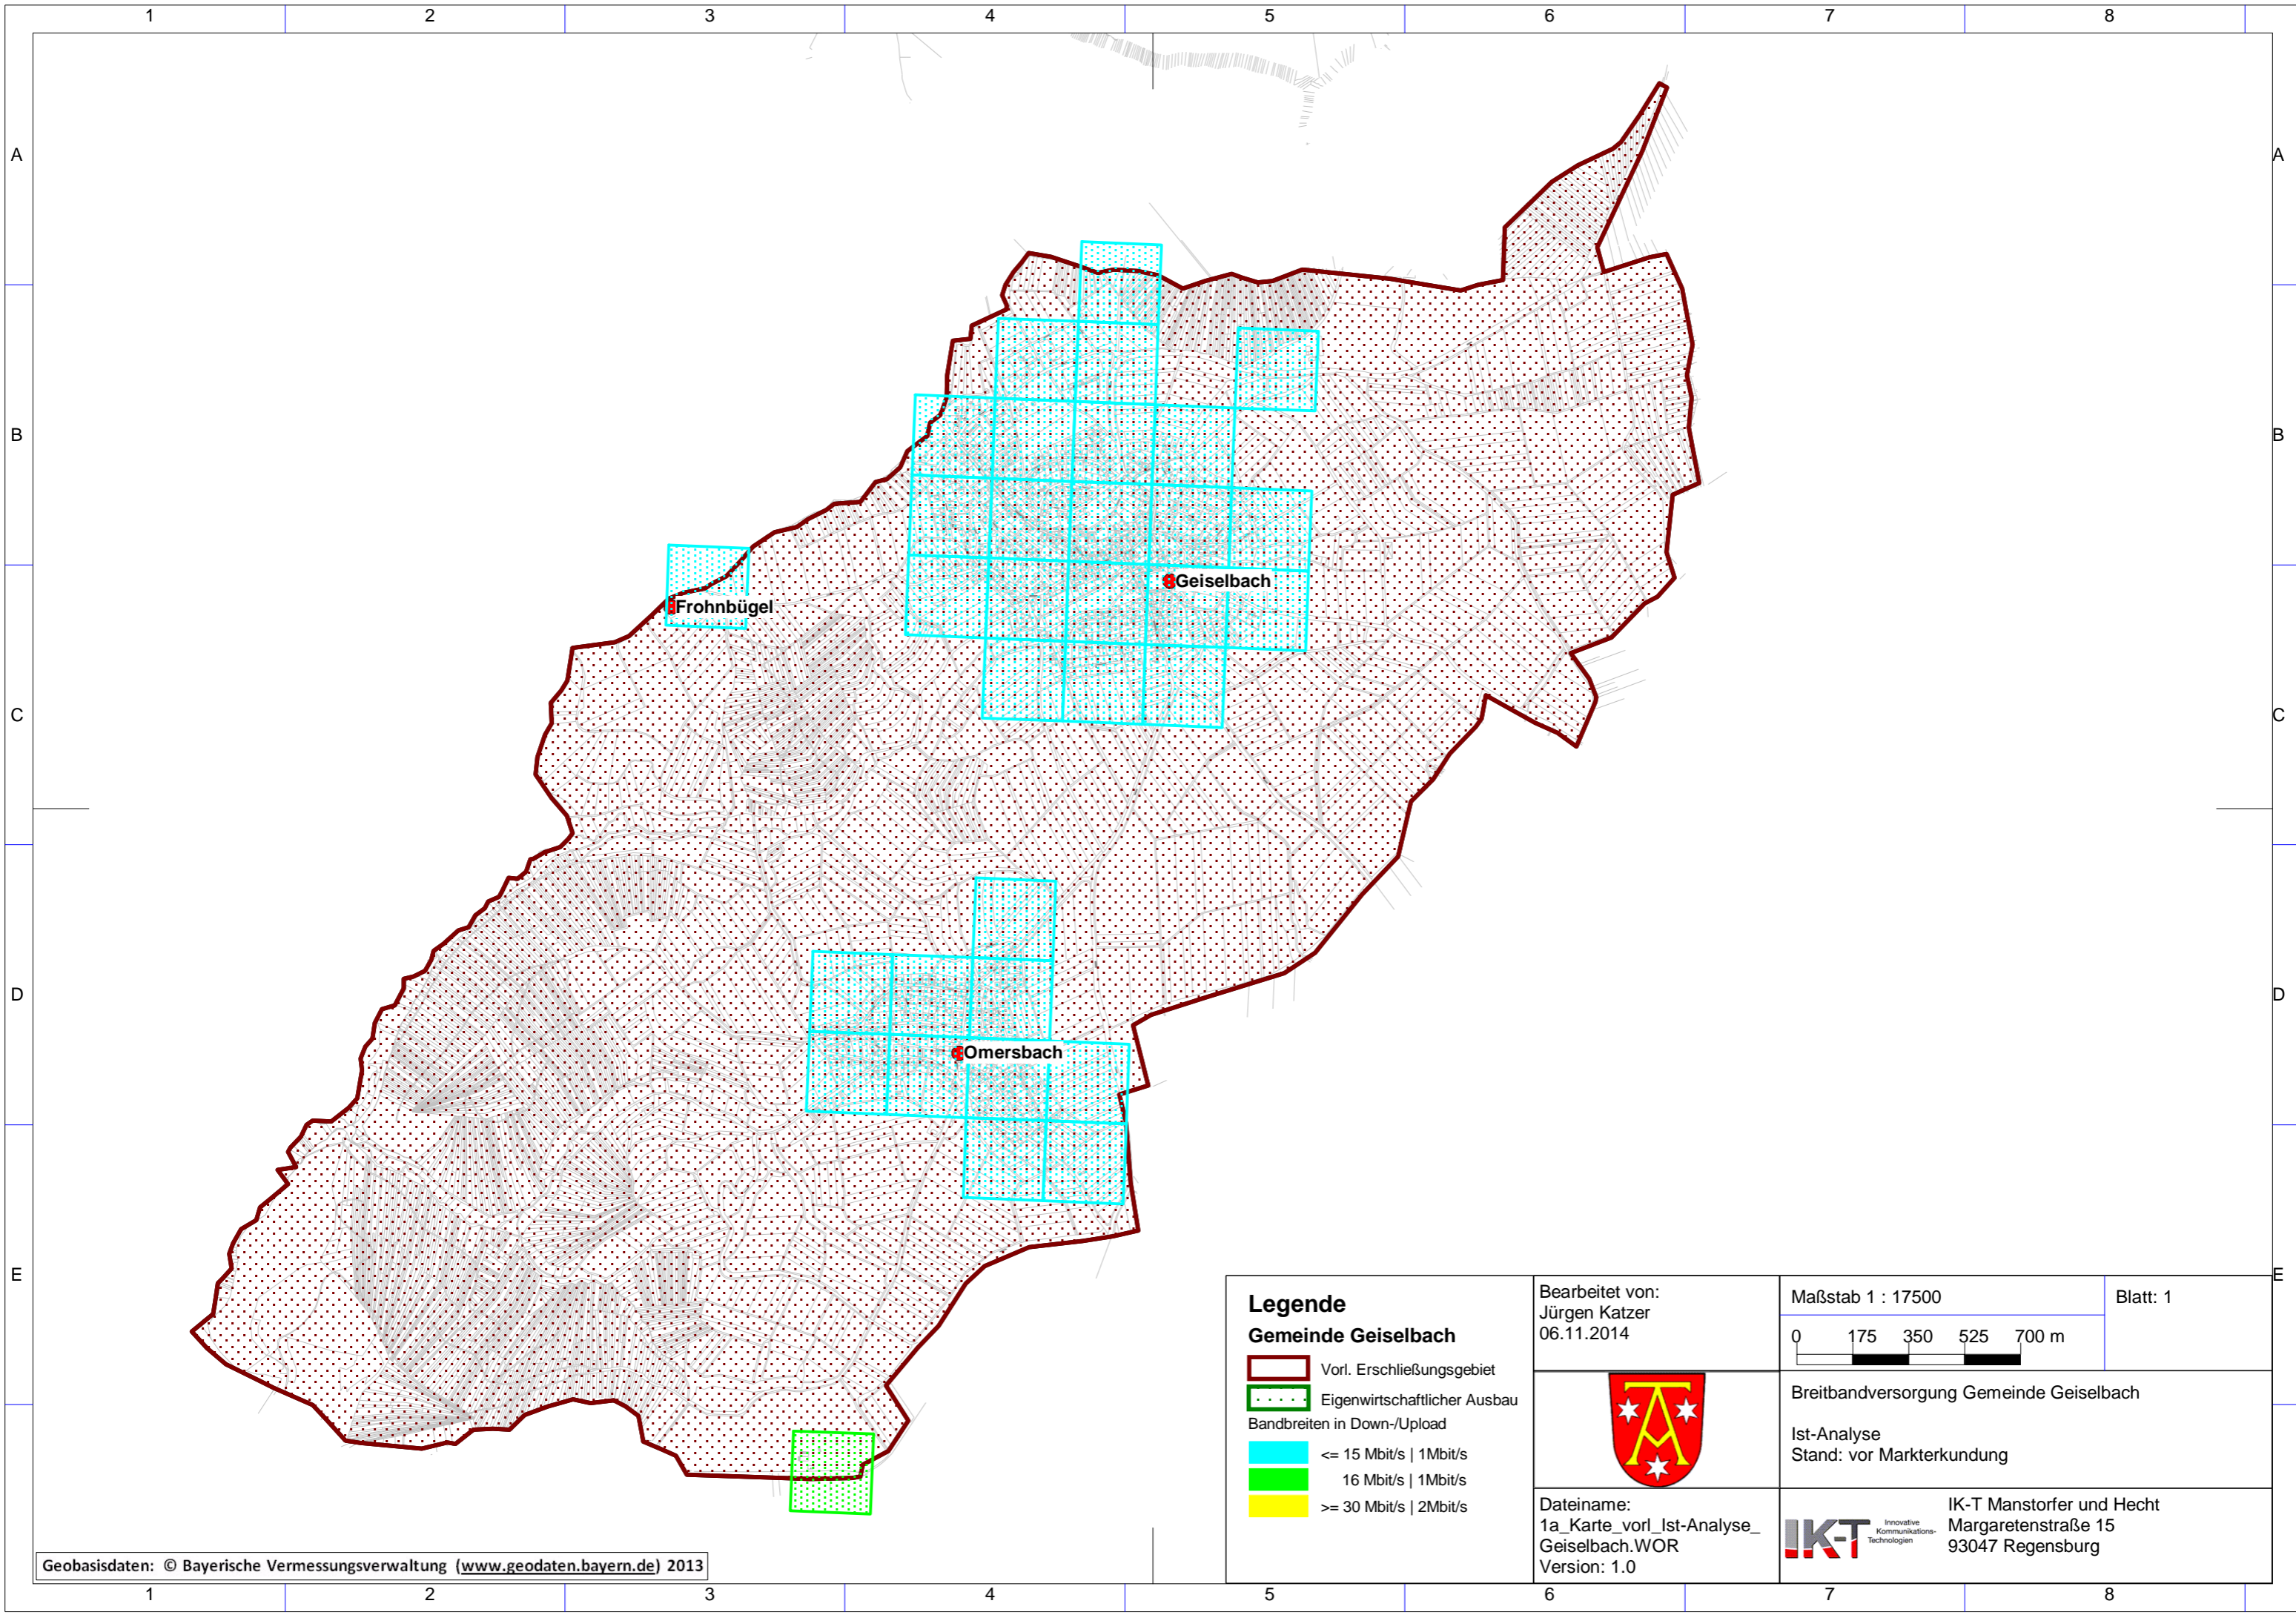 1 2 3 4 5 6 7 8
A A
B B
Frohnbügel
Geiselbach
C C
D D
Omersbach
E E
Legende
Gemeinde Geiselbach
Vorl. Erschließungsgebiet
Eigenwirtschaftlicher Ausbau
Bandbreiten in Down-/Upload
<= 15 Mbit/s | 1Mbit/s
16 Mbit/s | 1Mbit/s
>= 30 Mbit/s | 2Mbit/s
Bearbeitet von:
Jürgen Katzer
06.11.2014
Maßstab 1 : 17500
Blatt: 1
0 175 350 525 700 m
Breitbandversorgung Gemeinde Geiselbach
Ist-Analyse
Stand: vor Markterkundung
Dateiname:
1a_Karte_vorl_Ist-Analyse_
Geiselbach.WOR
Version: 1.0
IK-T
Innovative
Kommunikations-
Technologien
IK-T Manstorfer und Hecht
Margaretenstraße 15
93047 Regensburg
Geobasisdaten: © Bayerische Vermessungsverwaltung (www.geodaten.bayern.de) 2013
1 2 3 4 5 6 7 8